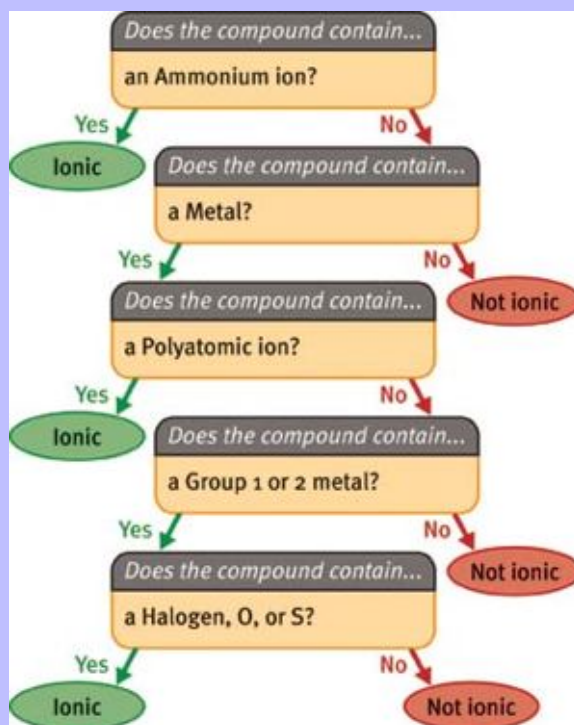 Does the compound contain...
an Ammonium ion?
Yes
No
Ionic
Does the compound contain...
a Metal?
Yes
No
Does the compound contain...
Not ionic
a Polyatomic ion?
Yes
No
Ionic
Does the compound contain...
a Group 1 or 2 metal?
Yes
No
Does the compound contain...
Not ionic
a Halogen, O, or S?
Yes
No
Ionic
Not ionic